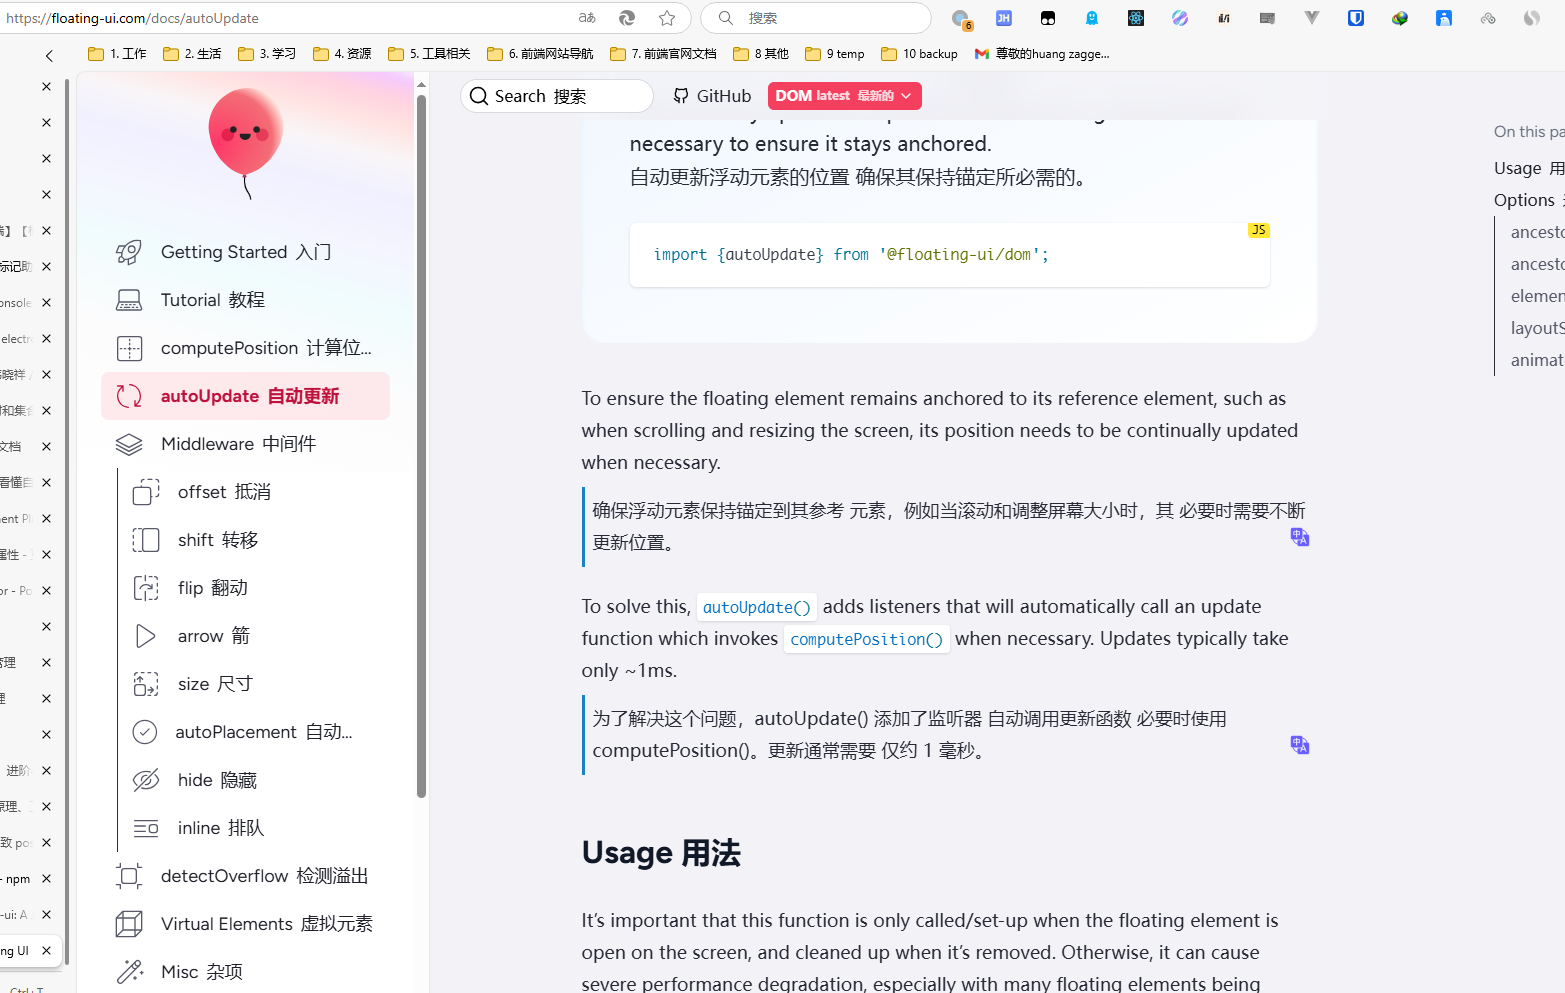 https://floating-ui.com/docs/autoUpdate
搜索
1. 工作
2. 生活
3. 学习
4. 资源
5. 工具相关
6. 前端网站导航
7. 前端官网文档
8 其他
9 temp
10 backup
尊敬的huang zagge...
Search 搜索
GitHub
DOM latest 最新的
Getting Started 入门
Tutorial 教程
computePosition 计算位...
autoUpdate 自动更新
Middleware 中间件
offset 抵消
shift 转移
flip 翻动
arrow 箭
size 尺寸
autoPlacement 自动...
hide 隐藏
inline 排队
detectOverflow 检测溢出
Virtual Elements 虚拟元素
Misc 杂项
necessary to ensure it stays anchored.
自动更新浮动元素的位置 确保其保持锚定所必需的。
JS
import {autoUpdate} from '@floating-ui/dom';
To ensure the floating element remains anchored to its reference element, such as
when scrolling and resizing the screen, its position needs to be continually updated
when necessary.
确保浮动元素保持锚定到其参考 元素，例如当滚动和调整屏幕大小时，其 必要时需要不断
更新位置。
To solve this, autoUpdate() adds listeners that will automatically call an update
function which invokes computePosition() when necessary. Updates typically take
only ~1ms.
为了解决这个问题，autoUpdate() 添加了监听器 自动调用更新函数 必要时使用
computePosition()。更新通常需要 仅约 1 毫秒。
Usage 用法
It's important that this function is only called/set-up when the floating element is
open on the screen, and cleaned up when it's removed. Otherwise, it can cause
severe performance degradation, especially with many floating elements being
On this pa
Usage 用
Options
ancesto
ancesto
elemen
layoutS
animat